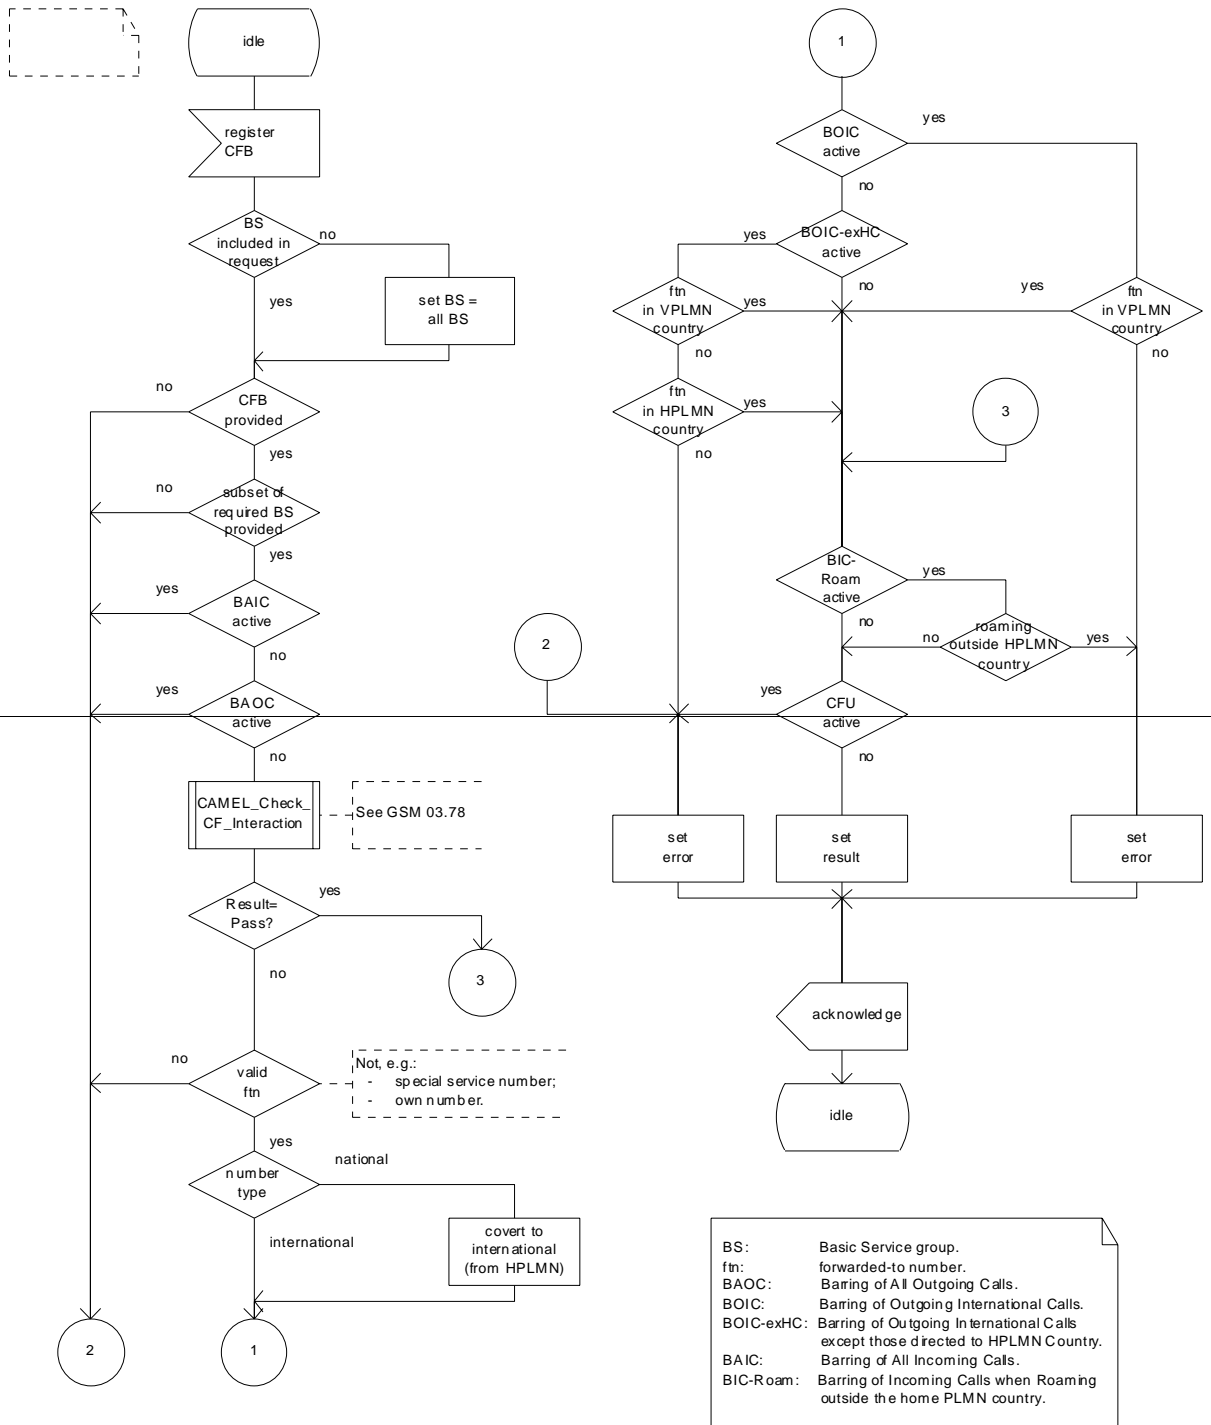 idle
register
CFB
BS
included in
request
no
yes
set BS =
all BS
no
CFB
provided
yes
no
subset of
required BS
provided
yes
yes
BAIC
active
no
yes
BAOC
active
no
CAMEL_Check_
CF_Interaction
See GSM 03.78
Result=
Pass?
yes
no
3
no
valid
ftn
Not, e.g.:
- special service number;
- own number.
yes
number
type
national
international
covert to
international
(from HPLMN)
2
1
1
BOIC
active
yes
no
yes
BOIC-exHC
active
no
ftn
in VPLMN
country
yes
no
yes
ftn
in VPLMN
country
no
ftn
in HPLMN
country
yes
no
3
BIC-
Roam
active
yes
no
no
roaming
outside HPLMN
country
yes
2
yes
CFU
active
no
set
error
set
result
set
error
acknowledge
idle
BS: Basic Service group.
ftn: forwarded-to number.
BAOC: Barring of All Outgoing Calls.
BOIC: Barring of Outgoing International Calls.
BOIC-exHC: Barring of Outgoing International Calls
except those directed to HPLMN Country.
BAIC: Barring of All Incoming Calls.
BIC-Roam: Barring of Incoming Calls when Roaming
outside the home PLMN country.